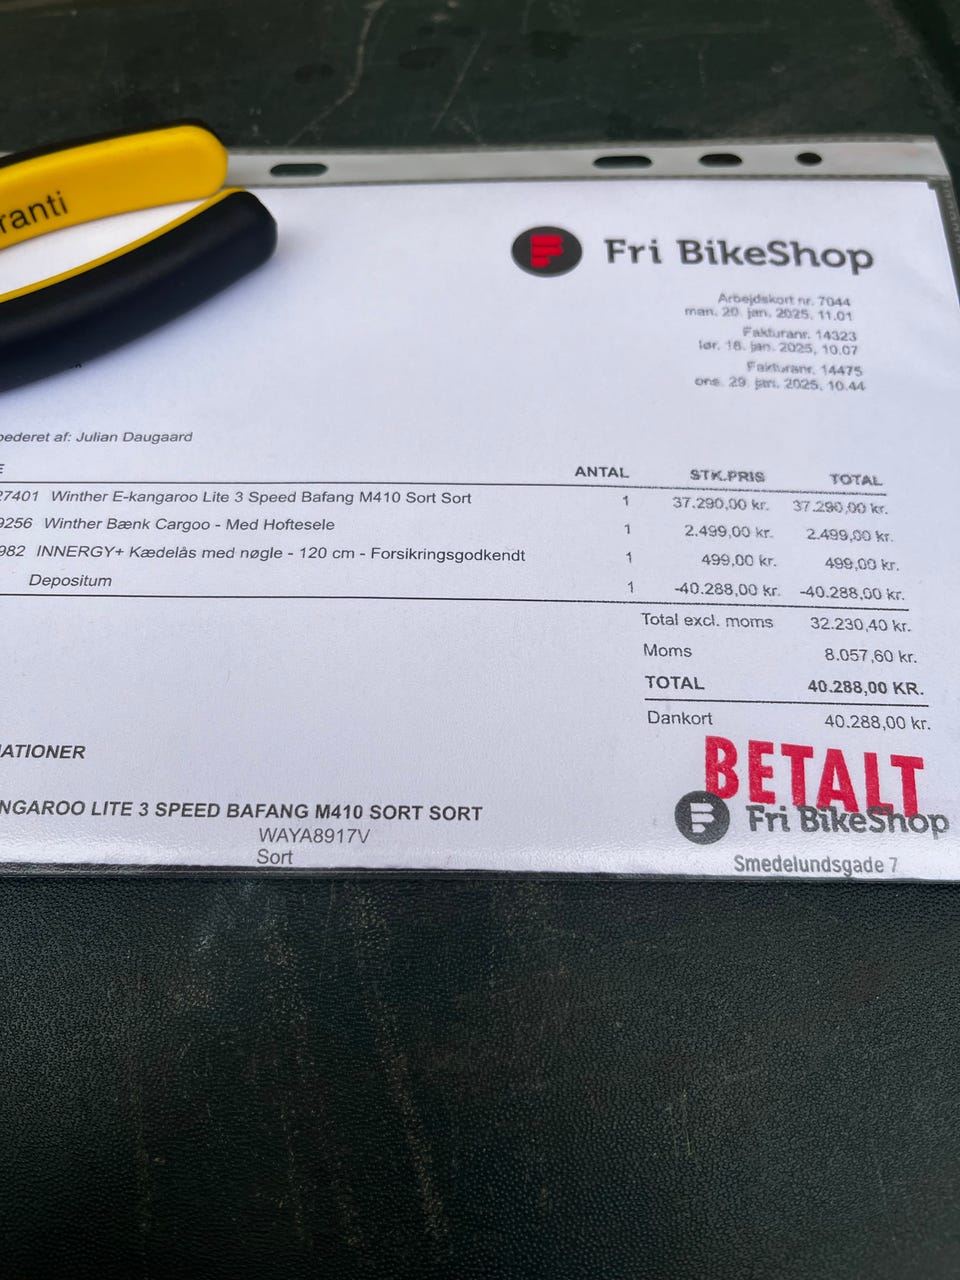 ranti
Fri BikeShop
Arbejdskort nr. 7044
man. 20. jan. 2025, 11.01
Fakturanr. 14323
lør. 18. jan. 2025, 10.07
Fakturanr. 14475
ons. 29. jan. 2025, 10.44
pederet af: Julian Daugaard
E ANTAL STK.PRIS TOTAL
27401 Winther E-kangaroo Lite 3 Speed Bafang M410 Sort Sort 1 37.290,00 kr. 37.290,00 kr.
9256 Winther Bænk Cargoo - Med Hoftesele 1 2.499,00 kr. 2.499,00 kr.
982 INNERGY+ Kædelås med nøgle - 120 cm - Forsikringsgodkendt 1 499,00 kr. 499,00 kr.
Depositum 1 -40.288,00 kr. -40.288,00 kr.
Total excl. moms 32.230,40 kr.
Moms 8.057,60 kr.
TOTAL 40.288,00 KR.
Dankort 40.288,00 kr.
BETALT
Fri BikeShop
Smedelundsgade 7
ATIONER
NGAROO LITE 3 SPEED BAFANG M410 SORT SORT
WAYA8917V
Sort